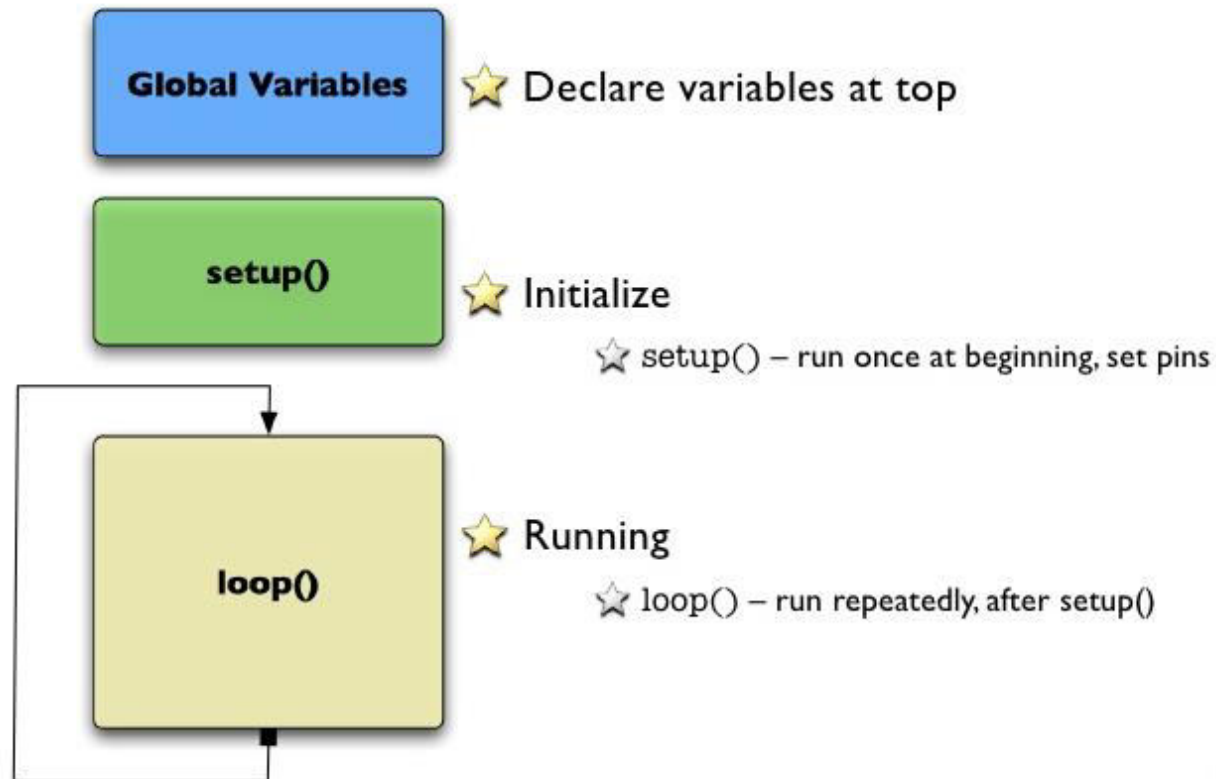 Global Variables
Declare variables at top
setup()
Initialize
setup() – run once at beginning, set pins
loop()
Running
loop() – run repeatedly, after setup()